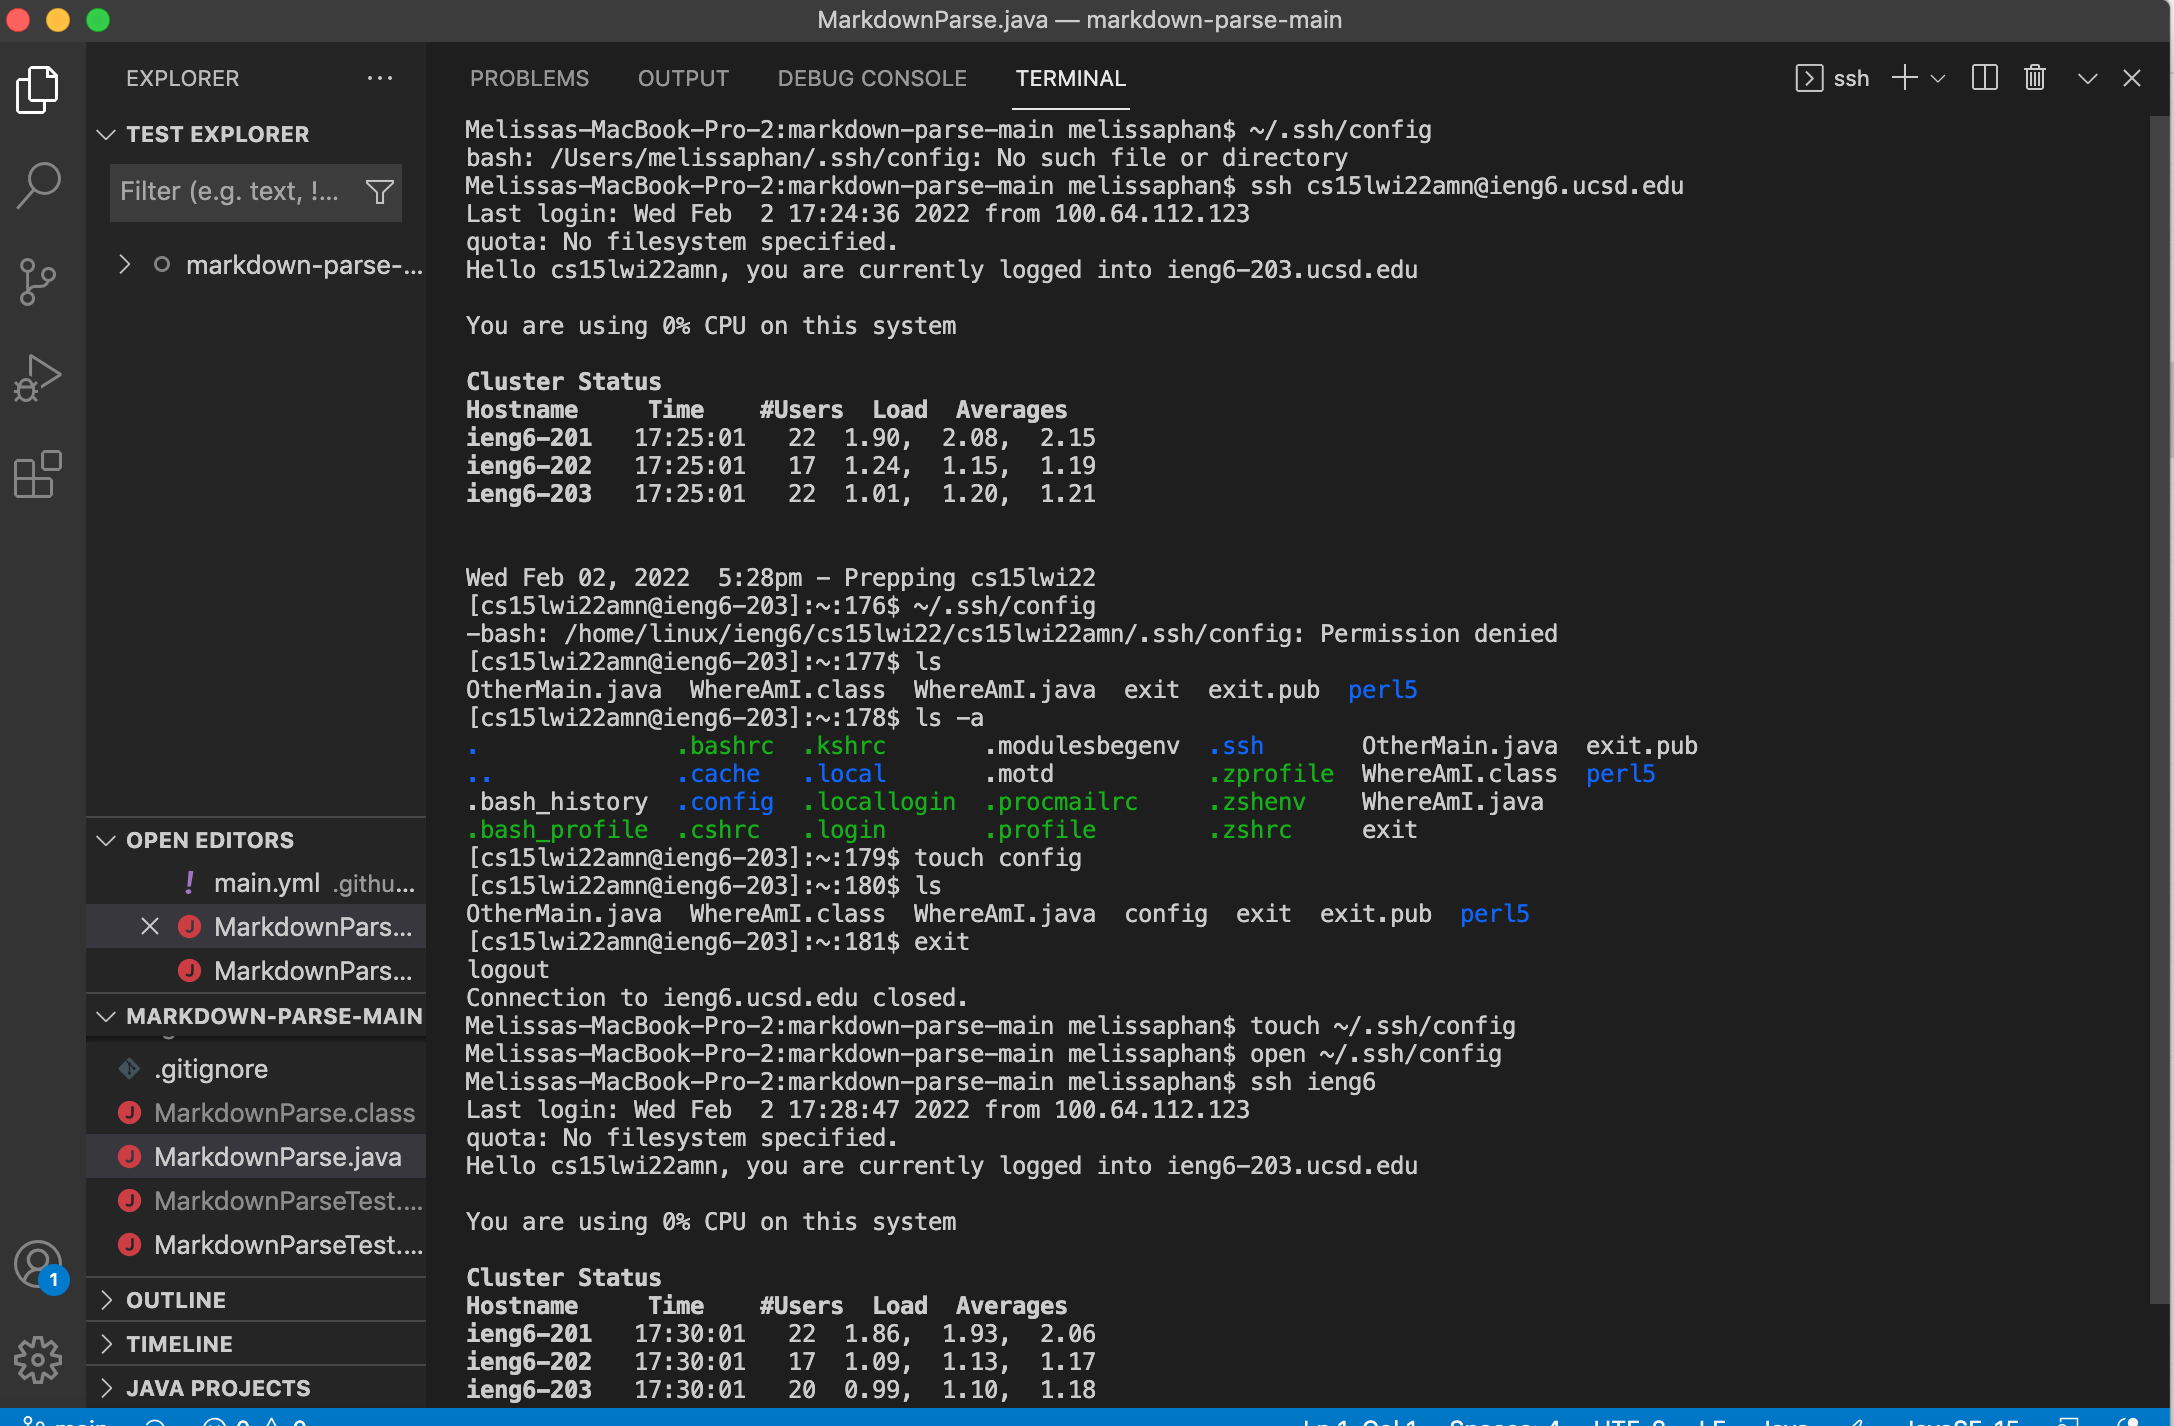 MarkdownParse.java — markdown-parse-main
EXPLORER
TEST EXPLORER
Filter (e.g. text, !...
markdown-parse-...
OPEN EDITORS
! main.yml .githu...
MarkdownPars...
MarkdownPars...
MARKDOWN-PARSE-MAIN
.gitignore
MarkdownParse.class
MarkdownParse.java
MarkdownParseTest....
MarkdownParseTest....
OUTLINE
TIMELINE
JAVA PROJECTS
1
PROBLEMS OUTPUT DEBUG CONSOLE TERMINAL ssh
Melissas-MacBook-Pro-2:markdown-parse-main melissaphan$ ~/.ssh/config
bash: /Users/melissaphan/.ssh/config: No such file or directory
Melissas-MacBook-Pro-2:markdown-parse-main melissaphan$ ssh cs15lwi22amn@ieng6.ucsd.edu
Last login: Wed Feb  2 17:24:36 2022 from 100.64.112.123
quota: No filesystem specified.
Hello cs15lwi22amn, you are currently logged into ieng6-203.ucsd.edu
You are using 0% CPU on this system
Cluster Status
Hostname     Time    #Users  Load  Averages
ieng6-201   17:25:01   22  1.90,  2.08,  2.15
ieng6-202   17:25:01   17  1.24,  1.15,  1.19
ieng6-203   17:25:01   22  1.01,  1.20,  1.21
Wed Feb 02, 2022  5:28pm - Prepping cs15lwi22
[cs15lwi22amn@ieng6-203]:~:176$ ~/.ssh/config
-bash: /home/linux/ieng6/cs15lwi22/cs15lwi22amn/.ssh/config: Permission denied
[cs15lwi22amn@ieng6-203]:~:177$ ls
OtherMain.java  WhereAmI.class  WhereAmI.java  exit  exit.pub  perl5
[cs15lwi22amn@ieng6-203]:~:178$ ls -a
.              .bashrc  .kshrc       .modulesbegenv  .ssh       OtherMain.java  exit.pub
..             .cache   .local       .motd           .zprofile  WhereAmI.class  perl5
.bash_history  .config  .locallogin  .procmailrc     .zshenv    WhereAmI.java
.bash_profile  .cshrc   .login       .profile        .zshrc     exit
[cs15lwi22amn@ieng6-203]:~:179$ touch config
[cs15lwi22amn@ieng6-203]:~:180$ ls
OtherMain.java  WhereAmI.class  WhereAmI.java  config  exit  exit.pub  perl5
[cs15lwi22amn@ieng6-203]:~:181$ exit
logout
Connection to ieng6.ucsd.edu closed.
Melissas-MacBook-Pro-2:markdown-parse-main melissaphan$ touch ~/.ssh/config
Melissas-MacBook-Pro-2:markdown-parse-main melissaphan$ open ~/.ssh/config
Melissas-MacBook-Pro-2:markdown-parse-main melissaphan$ ssh ieng6
Last login: Wed Feb  2 17:28:47 2022 from 100.64.112.123
quota: No filesystem specified.
Hello cs15lwi22amn, you are currently logged into ieng6-203.ucsd.edu
You are using 0% CPU on this system
Cluster Status
Hostname     Time    #Users  Load  Averages
ieng6-201   17:30:01   22  1.86,  1.93,  2.06
ieng6-202   17:30:01   17  1.09,  1.13,  1.17
ieng6-203   17:30:01   20  0.99,  1.10,  1.18